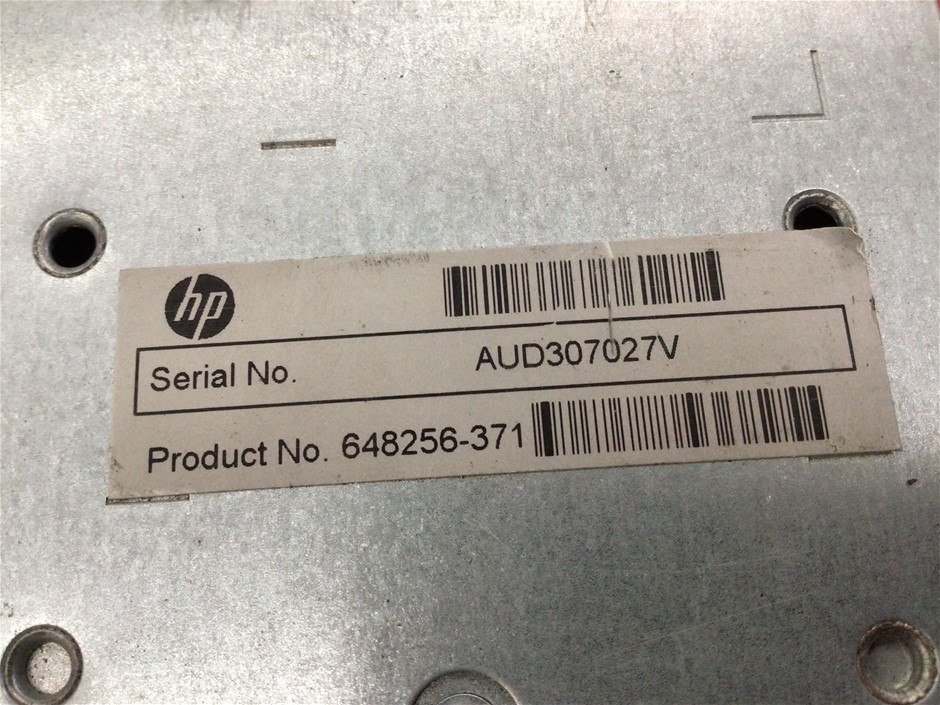 hp
Serial No. AUD307027V
Product No. 648256-371